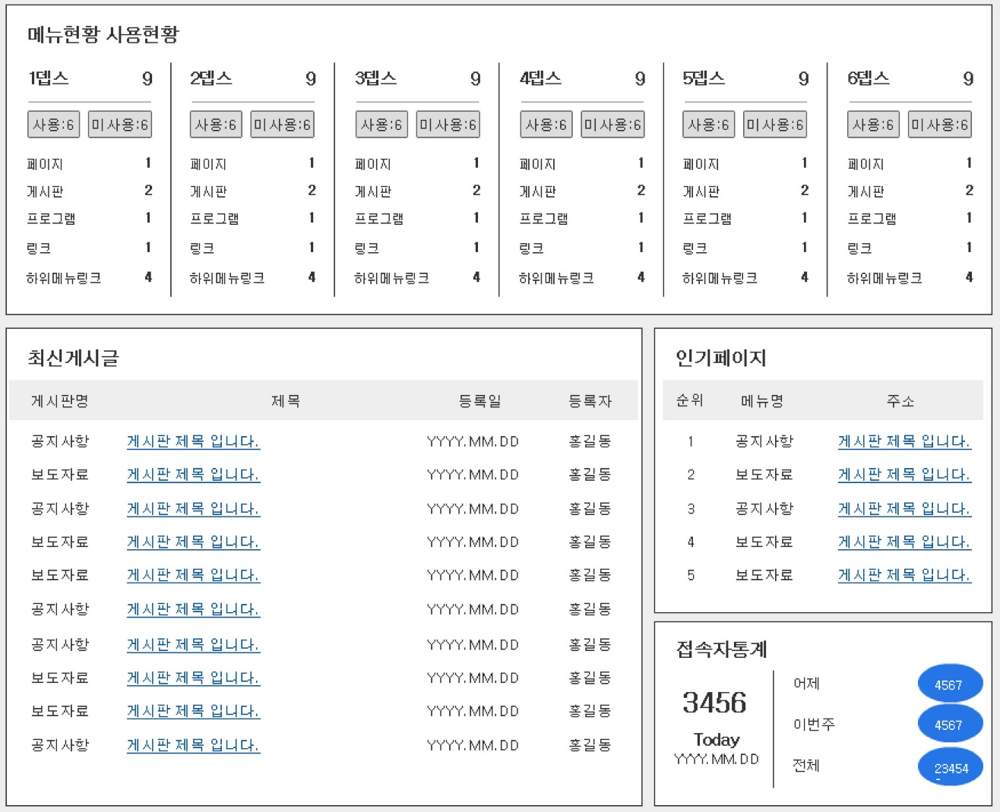 메뉴현황 사용현황
1뎁스 9 2뎁스 9 3뎁스 9 4뎁스 9 5뎁스 9 6뎁스 9
사용:6 미사용:6 사용:6 미사용:6 사용:6 미사용:6 사용:6 미사용:6 사용:6 미사용:6 사용:6 미사용:6
페이지 1 페이지 1 페이지 1 페이지 1 페이지 1 페이지 1
게시판 2 게시판 2 게시판 2 게시판 2 게시판 2 게시판 2
프로그램 1 프로그램 1 프로그램 1 프로그램 1 프로그램 1 프로그램 1
링크 1 링크 1 링크 1 링크 1 링크 1 링크 1
하위메뉴링크 4 하위메뉴링크 4 하위메뉴링크 4 하위메뉴링크 4 하위메뉴링크 4 하위메뉴링크 4
최신게시글
게시판명 제목 등록일 등록자
공지사항 게시판 제목 입니다. YYYY.MM.DD 홍길동
보도자료 게시판 제목 입니다. YYYY.MM.DD 홍길동
공지사항 게시판 제목 입니다. YYYY.MM.DD 홍길동
보도자료 게시판 제목 입니다. YYYY.MM.DD 홍길동
보도자료 게시판 제목 입니다. YYYY.MM.DD 홍길동
공지사항 게시판 제목 입니다. YYYY.MM.DD 홍길동
공지사항 게시판 제목 입니다. YYYY.MM.DD 홍길동
보도자료 게시판 제목 입니다. YYYY.MM.DD 홍길동
보도자료 게시판 제목 입니다. YYYY.MM.DD 홍길동
공지사항 게시판 제목 입니다. YYYY.MM.DD 홍길동
인기페이지
순위 메뉴명 주소
1 공지사항 게시판 제목 입니다.
2 보도자료 게시판 제목 입니다.
3 공지사항 게시판 제목 입니다.
4 보도자료 게시판 제목 입니다.
5 보도자료 게시판 제목 입니다.
접속자통계
3456
Today
YYYY.MM.DD
어제 4567
이번주 4567
전체 23454